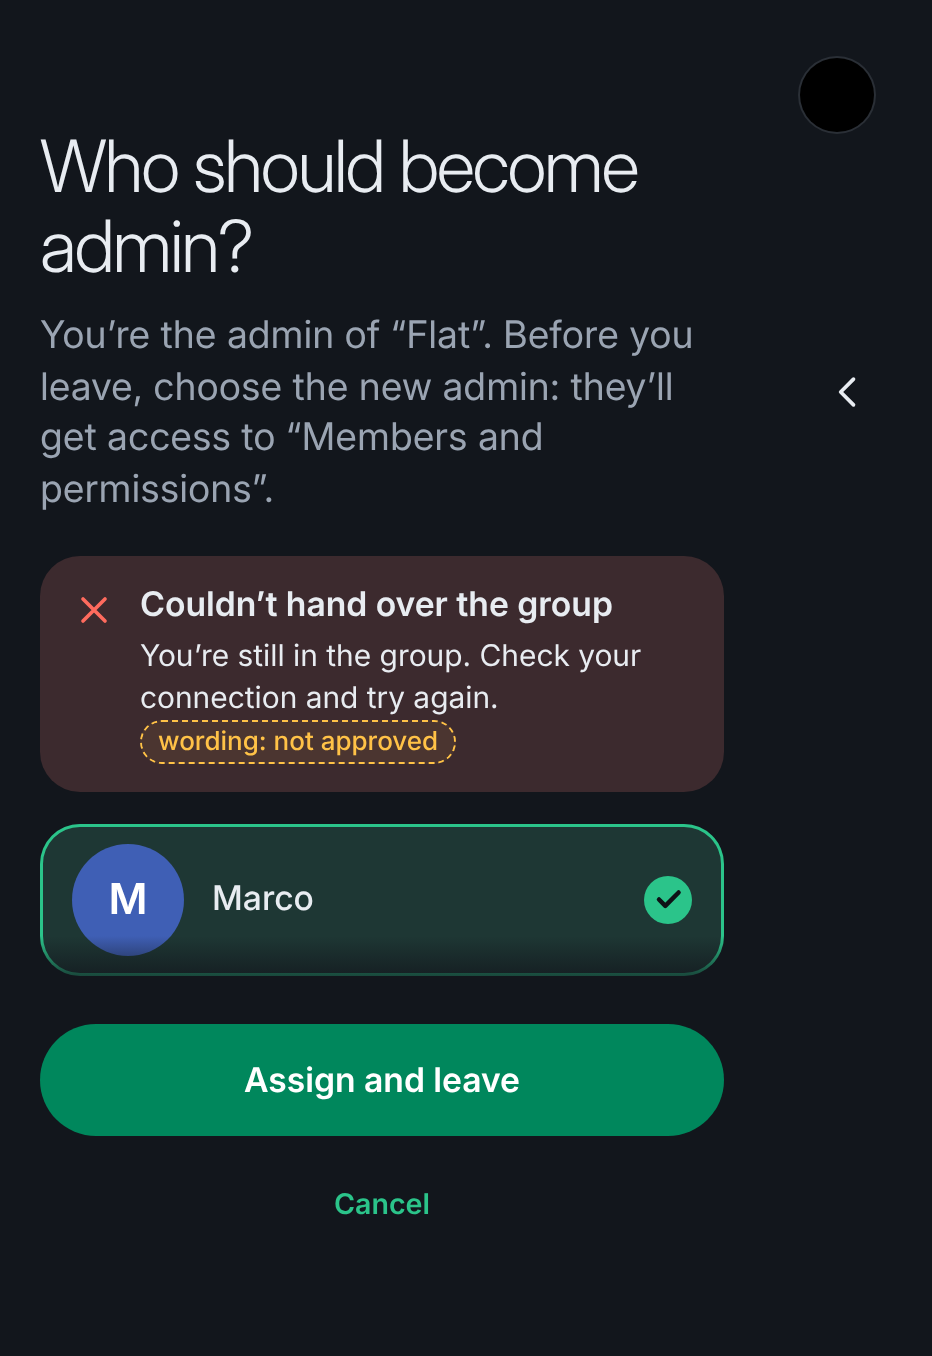 Who should become
admin?
You’re the admin of “Flat”. Before you
leave, choose the new admin: they’ll
get access to “Members and
permissions”.
Couldn’t hand over the group
You’re still in the group. Check your
connection and try again.
wording: not approved
M
Marco
Assign and leave
Cancel